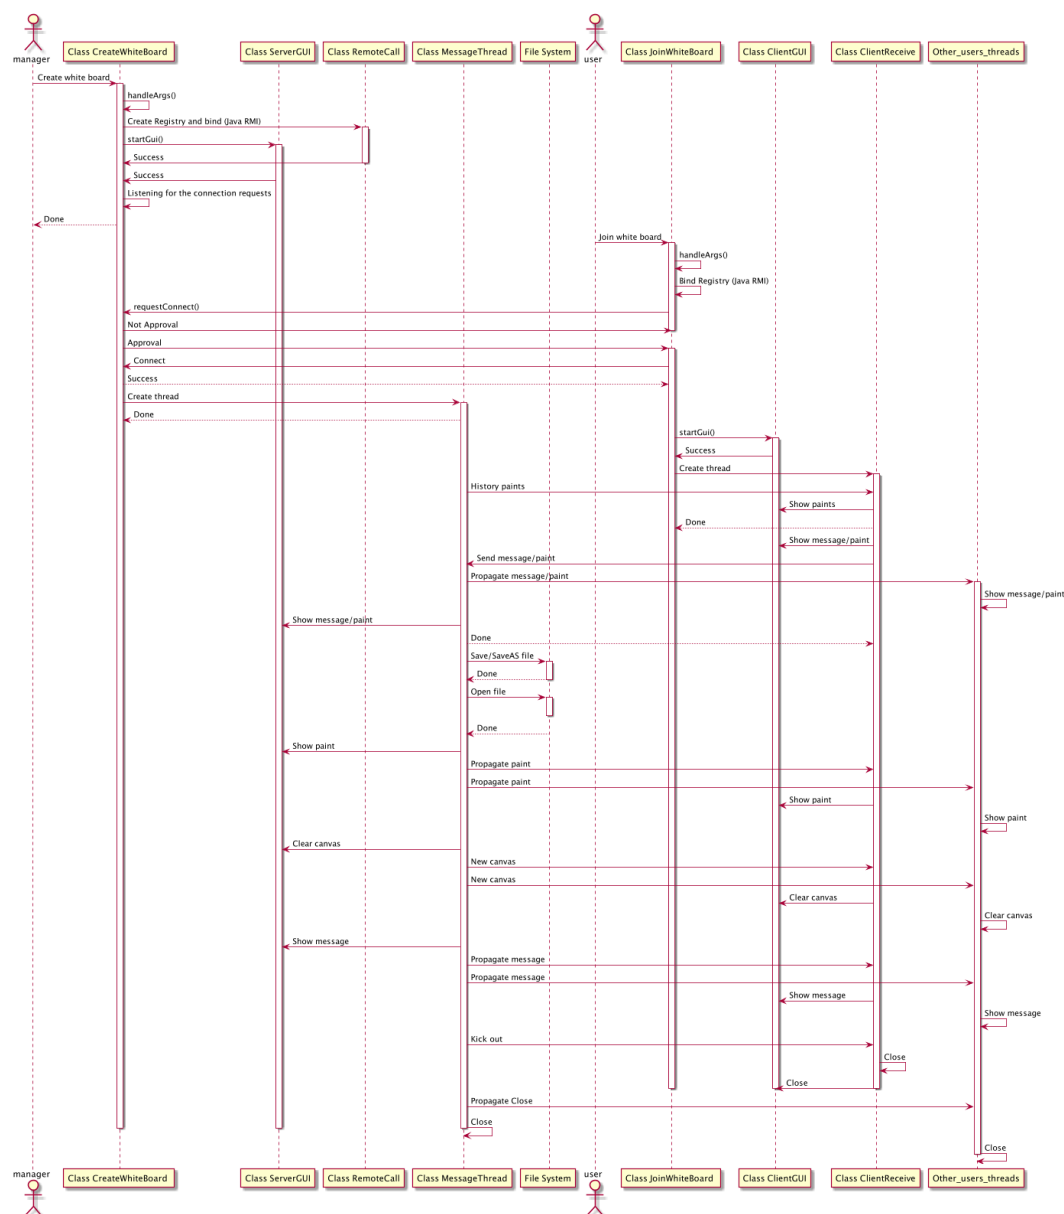 manager
Class CreateWhiteBoard
Class ServerGUI
Class RemoteCall
Class MessageThread
File System
user
Class JoinWhiteBoard
Class ClientGUI
Class ClientReceive
Other_users_threads
Create white board
handleArgs()
Create Registry and bind (Java RMI)
startGui()
Success
Success
Listening for the connection requests
Done
Join white board
handleArgs()
Bind Registry (Java RMI)
requestConnect()
Not Approval
Approval
Connect
Success
Create thread
Done
startGui()
Success
Create thread
History paints
Show paints
Done
Show message/paint
Send message/paint
Propagate message/paint
Show message/paint
Show message/paint
Done
Save/SaveAS file
Done
Open file
Done
Show paint
Propagate paint
Propagate paint
Show paint
Show paint
Clear canvas
New canvas
New canvas
Clear canvas
Clear canvas
Show message
Propagate message
Propagate message
Show message
Show message
Kick out
Close
Close
Propagate Close
Close
Close
manager
Class CreateWhiteBoard
Class ServerGUI
Class RemoteCall
Class MessageThread
File System
user
Class JoinWhiteBoard
Class ClientGUI
Class ClientReceive
Other_users_threads